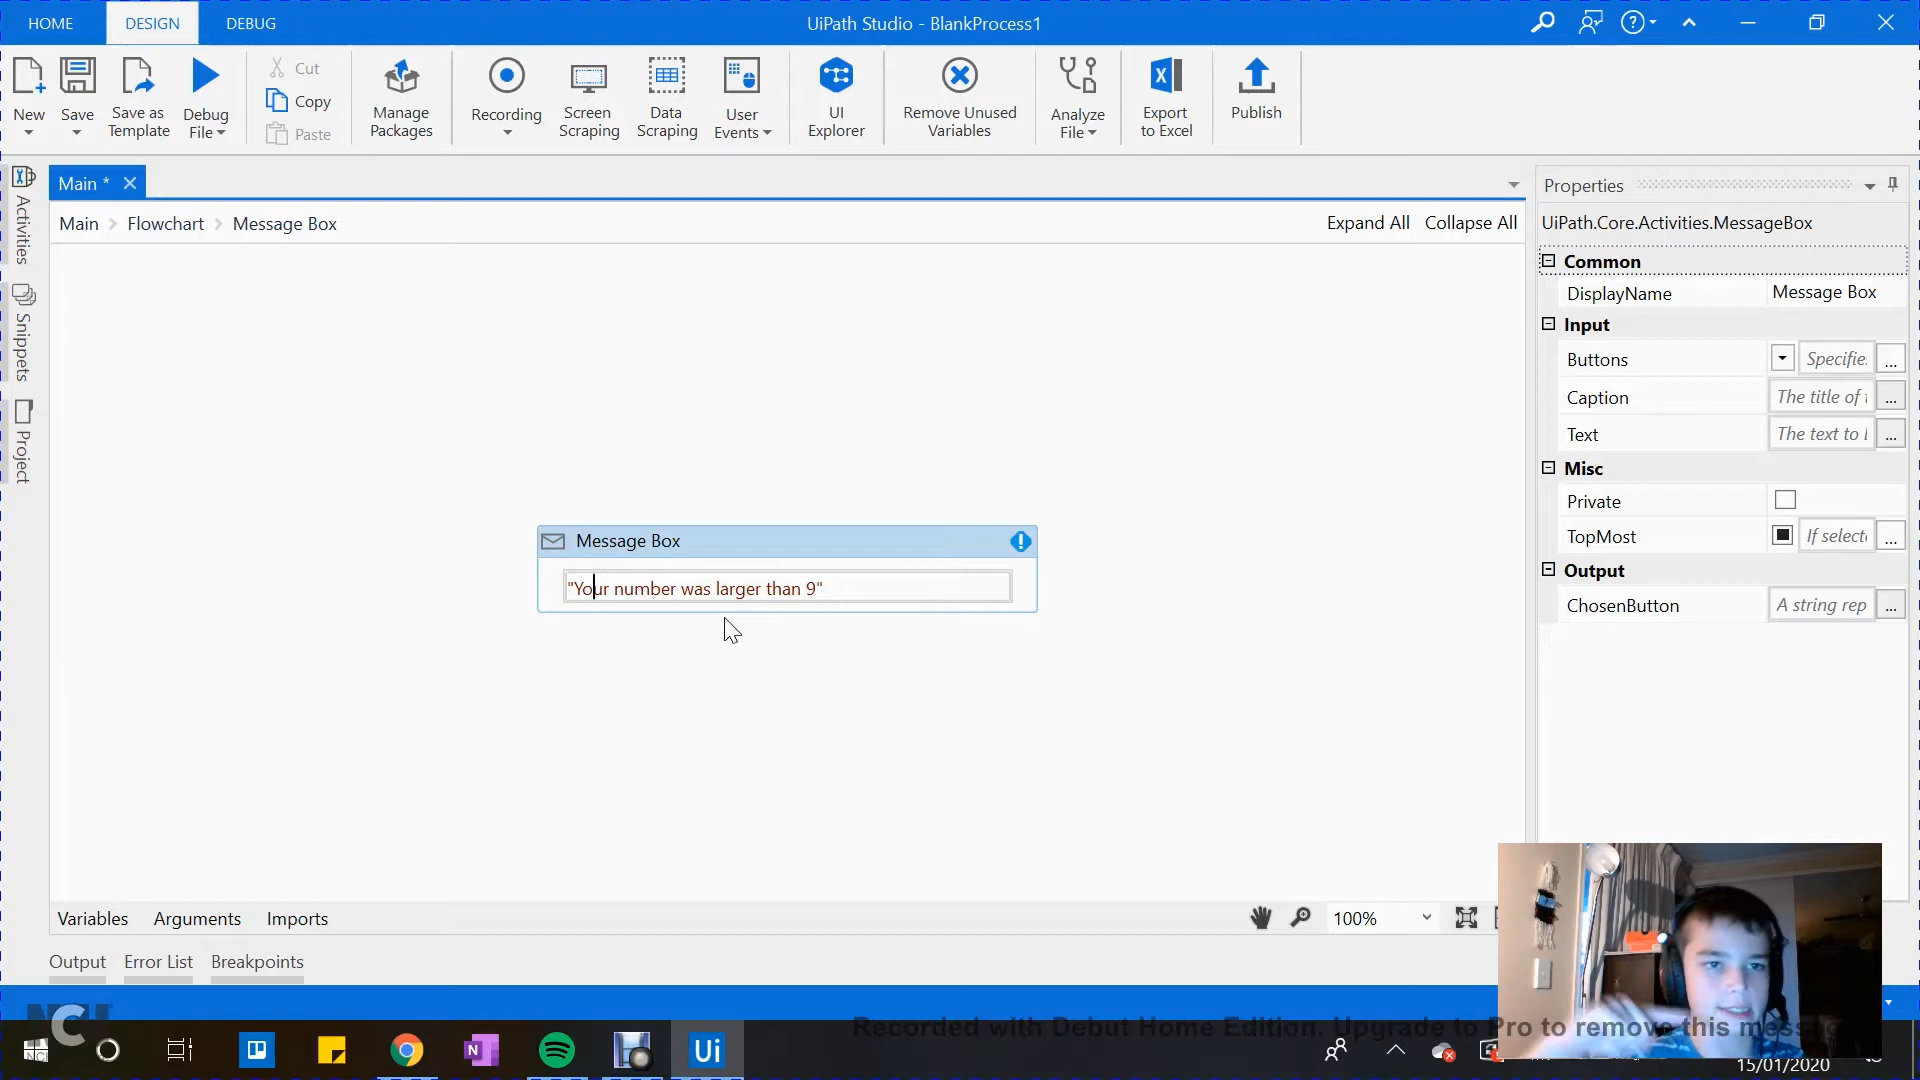 HOME DESIGN DEBUG UiPath Studio - BlankProcess1
New Save Save as Template Debug File Cut Copy Paste Manage Packages Recording Screen Scraping Data Scraping User Events UI Explorer Remove Unused Variables Analyze File Export to Excel Publish
Activities
Snippets
Project
Main *
Main Flowchart Message Box Expand All Collapse All
Message Box
"Your number was larger than 9"
Properties
UiPath.Core.Activities.MessageBox
Common
DisplayName Message Box
Input
Buttons Specifie. ...
Caption The title of ...
Text The text to ...
Misc
Private
TopMost If select ...
Output
ChosenButton A string rep ...
Variables Arguments Imports 100%
Output Error List Breakpoints
Recorded with Debut Home Edition. Upgrade to Pro to remove this
Ui
15/01/2020